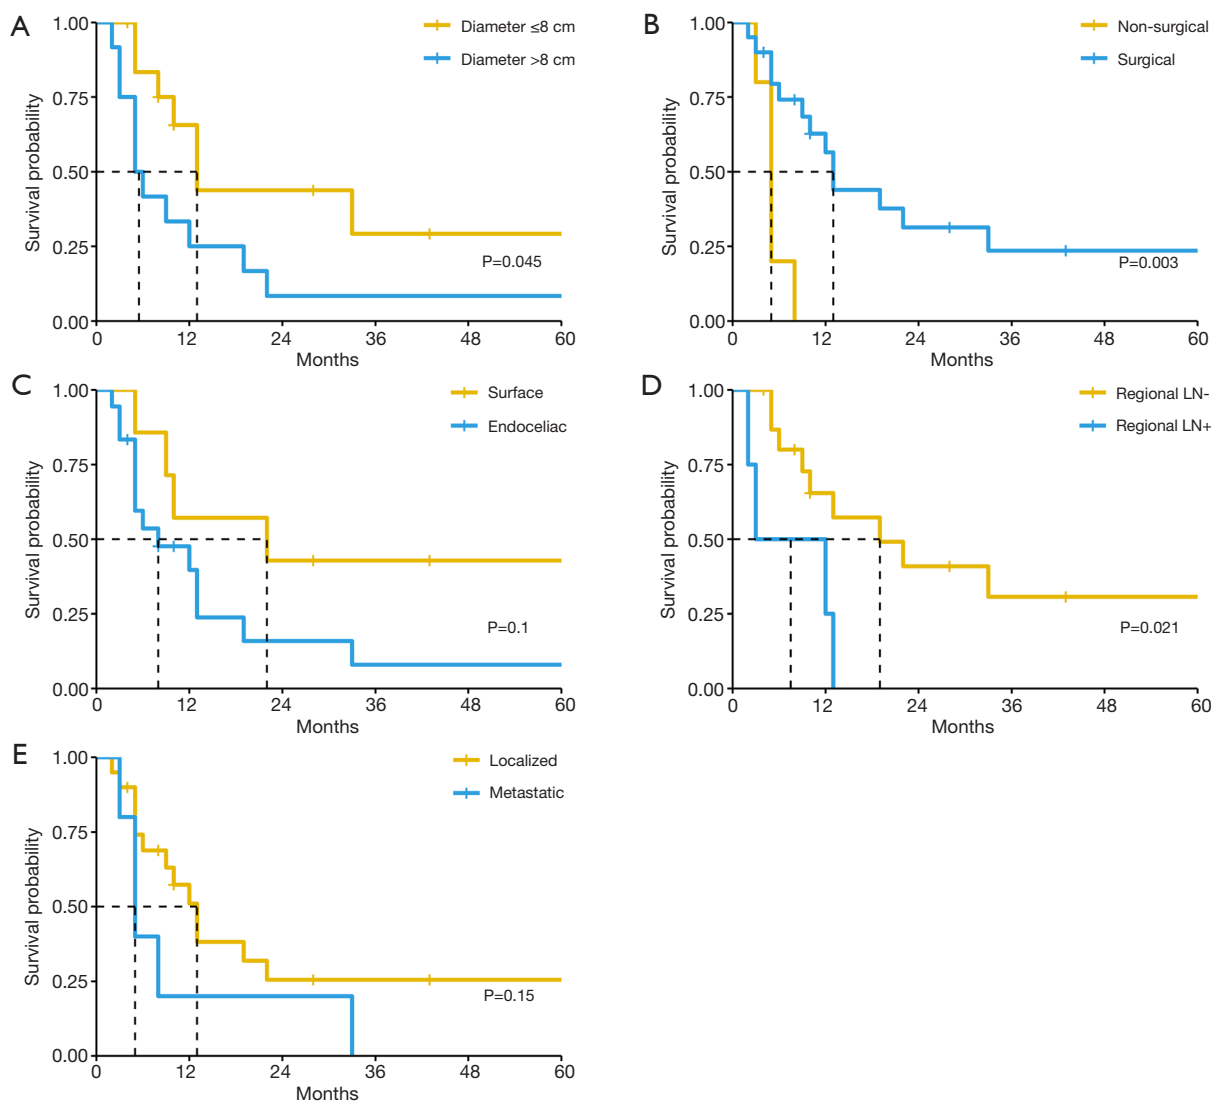 A
Survival probability
1.00
0.75
0.50
0.25
0.00
Diameter ≤8 cm
Diameter >8 cm
P=0.045
0 12 24 36 48 60
Months
B
Survival probability
1.00
0.75
0.50
0.25
0.00
Non-surgical
Surgical
P=0.003
0 12 24 36 48 60
Months
C
Survival probability
1.00
0.75
0.50
0.25
0.00
Surface
Endoceliac
P=0.1
0 12 24 36 48 60
Months
D
Survival probability
1.00
0.75
0.50
0.25
0.00
Regional LN-
Regional LN+
P=0.021
0 12 24 36 48 60
Months
E
Survival probability
1.00
0.75
0.50
0.25
0.00
Localized
Metastatic
P=0.15
0 12 24 36 48 60
Months